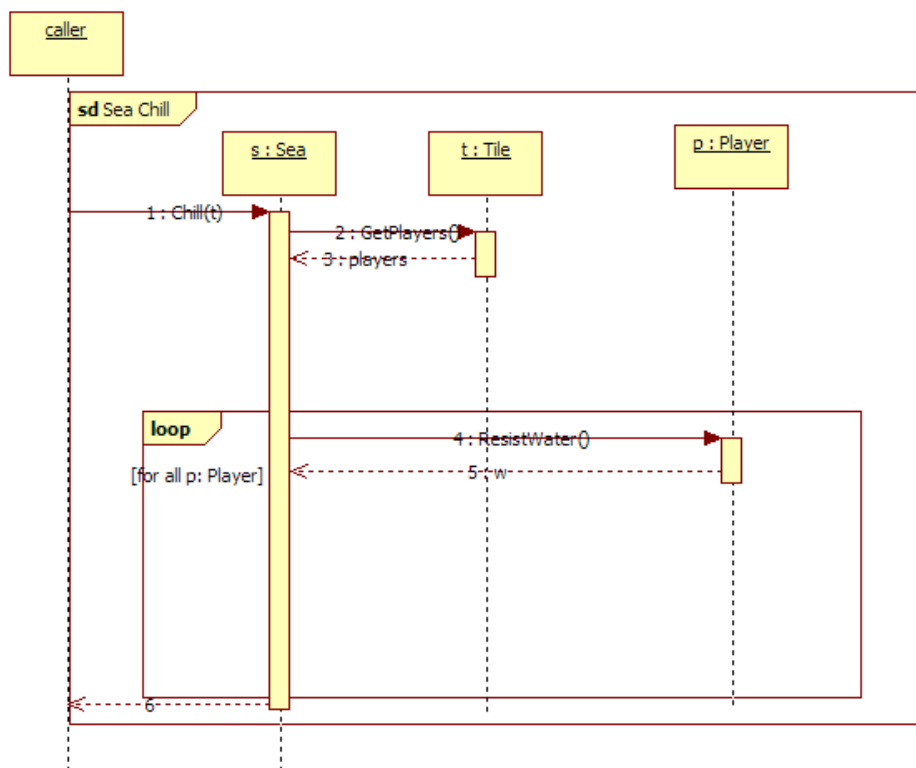 caller
sd Sea Chill
s : Sea
t : Tile
p : Player
1 : Chill(t)
2 : GetPlayers()
3 : players
loop
4 : ResistWater()
[for all p: Player]
5 : w
6